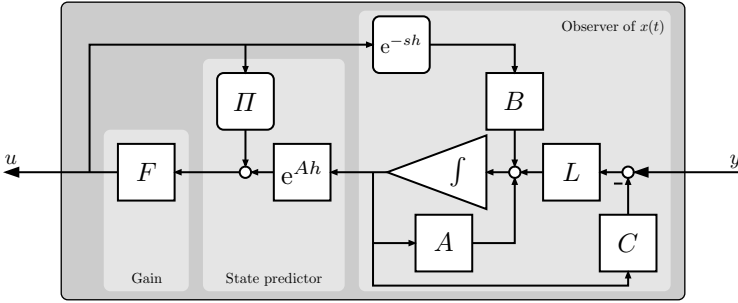 Observer of x(t)
e^{-sh}
Π
B
u
F
e^{Ah}
∫
L
y
-
A
C
Gain
State predictor